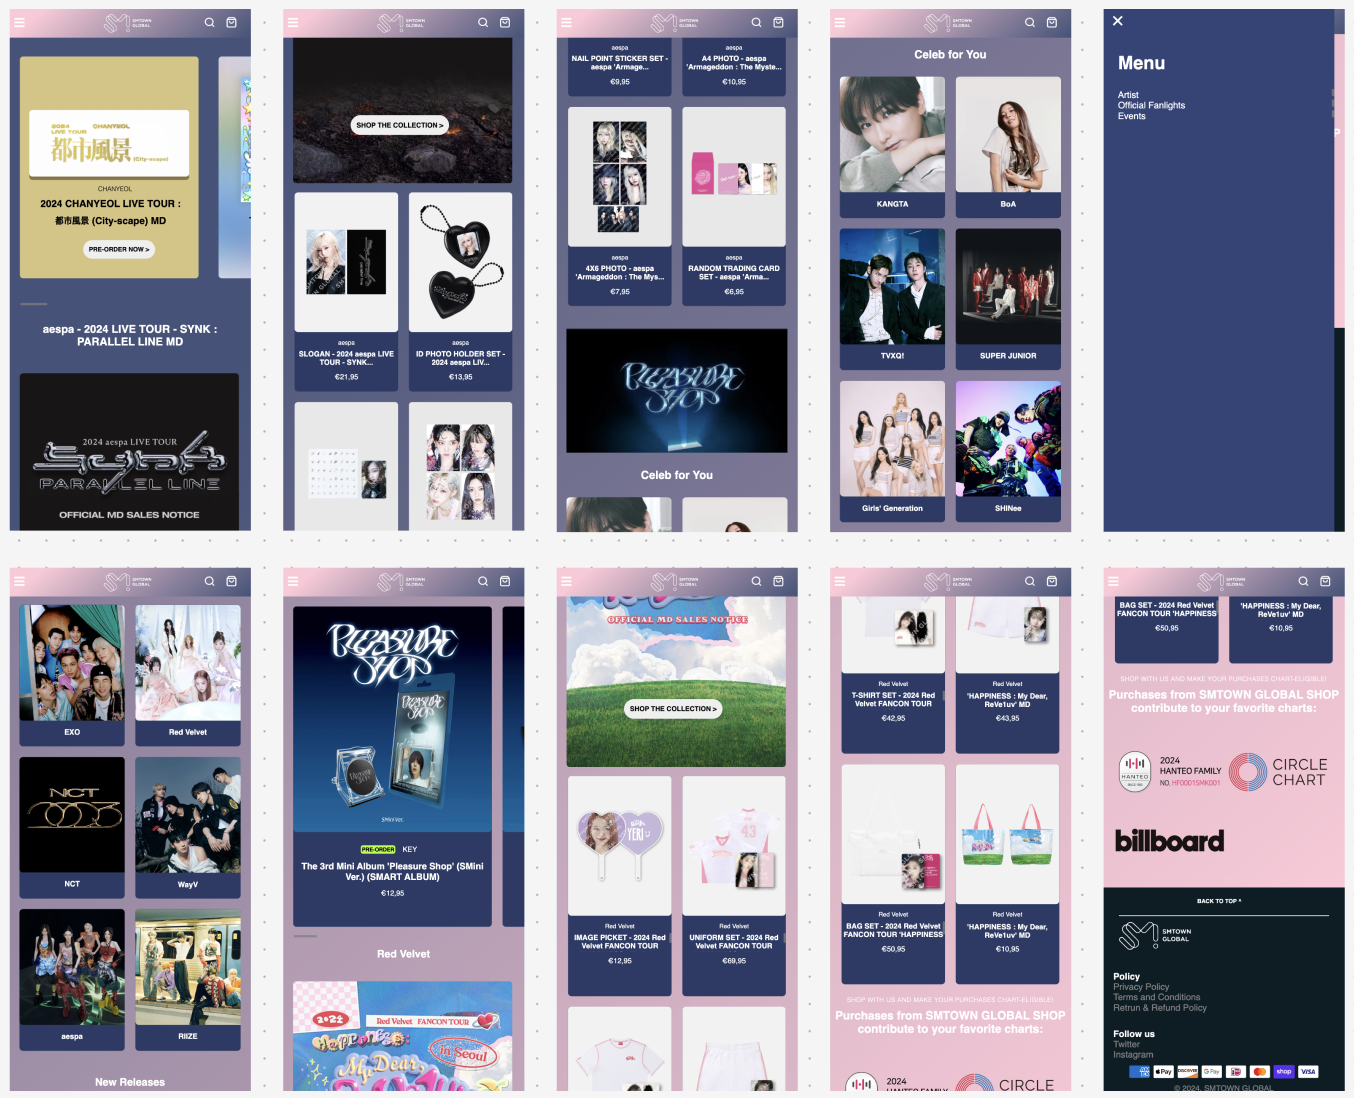 SMTOWN
GLOBAL
2024 CHANYEOL
LIVE TOUR
都市風景 (City-scape)
CHANYEOL
2024 CHANYEOL LIVE TOUR :
都市風景 (City-scape) MD
PRE-ORDER NOW >
aespa - 2024 LIVE TOUR - SYNK :
PARALLEL LINE MD
2024 aespa LIVE TOUR
SYNK
PARALLEL LINE
OFFICIAL MD SALES NOTICE
SMTOWN
GLOBAL
SHOP THE COLLECTION >
aespa
SLOGAN - 2024 aespa LIVE
TOUR - SYNK...
€21,95
aespa
ID PHOTO HOLDER SET -
2024 aespa LIV...
€13,95
SMTOWN
GLOBAL
aespa
NAIL POINT STICKER SET -
aespa 'Armage...
€9,95
aespa
A4 PHOTO - aespa
'Armageddon : The Myste...
€10,95
aespa
4X6 PHOTO - aespa
'Armageddon : The Mys...
€7,95
aespa
RANDOM TRADING CARD
SET - aespa 'Arma...
€6,95
PLEASURE
SHOP
Celeb for You
SMTOWN
GLOBAL
Celeb for You
KANGTA
BoA
TVXQ!
SUPER JUNIOR
Girls' Generation
SHINee
Menu
Artist
Official Fanlights
Events
P
SMTOWN
GLOBAL
EXO
Red Velvet
NCT
2023
NCT
WayV
aespa
RIIZE
New Releases
SMTOWN
GLOBAL
PLEASURE
SHOP
PLEASURE
SHOP
SMini Ver.
PRE-ORDER KEY
The 3rd Mini Album 'Pleasure Shop' (SMini
Ver.) (SMART ALBUM)
€12,95
Red Velvet
2024
Red Velvet FANCON TOUR
HAPPINESS:
My Dear,
in Seoul
SMTOWN
GLOBAL
OFFICIAL MD SALES NOTICE
SHOP THE COLLECTION >
YERI
43
Red Velvet
IMAGE PICKET - 2024 Red
Velvet FANCON TOUR
€12,95
Red Velvet
UNIFORM SET - 2024 Red
Velvet FANCON TOUR
€69,95
SMTOWN
GLOBAL
Red Velvet
T-SHIRT SET - 2024 Red
Velvet FANCON TOUR
€42,95
Red Velvet
'HAPPINESS : My Dear,
ReVe1uv' MD
€43,95
Red Velvet
BAG SET - 2024 Red Velvet
FANCON TOUR 'HAPPINESS
€50,95
Red Velvet
'HAPPINESS : My Dear,
ReVe1uv' MD
€10,95
SHOP WITH US AND MAKE YOUR PURCHASES CHART-ELIGIBLE!
Purchases from SMTOWN GLOBAL SHOP
contribute to your favorite charts:
2024
HANTEO FAMILY
CIRCLE
SMTOWN
GLOBAL
BAG SET - 2024 Red Velvet
FANCON TOUR 'HAPPINESS
€50,95
'HAPPINESS : My Dear,
ReVe1uv' MD
€10,95
SHOP WITH US AND MAKE YOUR PURCHASES CHART-ELIGIBLE!
Purchases from SMTOWN GLOBAL SHOP
contribute to your favorite charts:
HANTEO
2024
HANTEO FAMILY
NO. HF0001SMK001
CIRCLE
CHART
billboard
BACK TO TOP ^
SMTOWN
GLOBAL
Policy
Privacy Policy
Terms and Conditions
Retrun & Refund Policy
Follow us
Twitter
Instagram
Apple Pay
DISCOVER
G Pay
shop
VISA
© 2024, SMTOWN GLOBAL